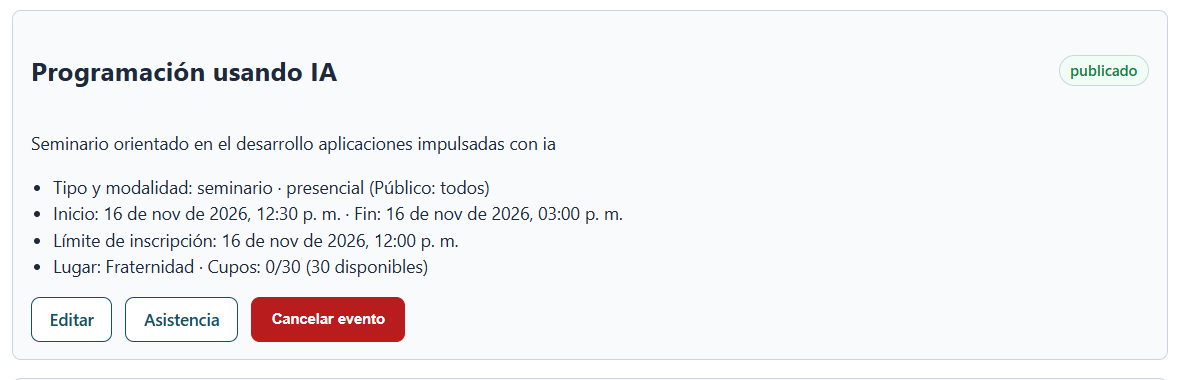 Programación usando IA
publicado
Seminario orientado en el desarrollo aplicaciones impulsadas con ia
• Tipo y modalidad: seminario · presencial (Público: todos)
• Inicio: 16 de nov de 2026, 12:30 p. m. · Fin: 16 de nov de 2026, 03:00 p. m.
• Límite de inscripción: 16 de nov de 2026, 12:00 p. m.
• Lugar: Fraternidad · Cupos: 0/30 (30 disponibles)
Editar
Asistencia
Cancelar evento